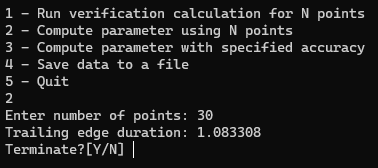 1 - Run verification calculation for N points
2 - Compute parameter using N points
3 - Compute parameter with specified accuracy
4 - Save data to a file
5 - Quit
2
Enter number of points: 30
Trailing edge duration: 1.083308
Terminate?[Y/N]